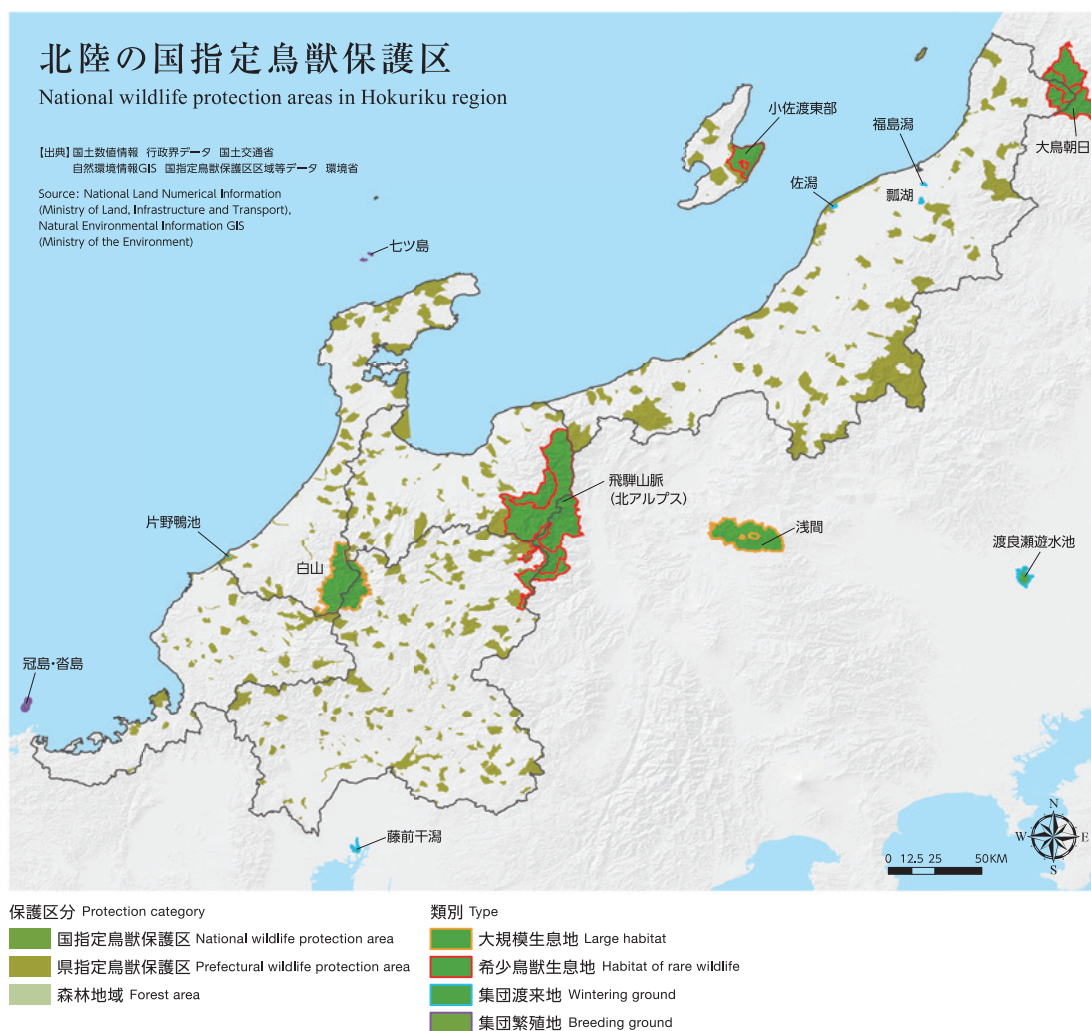 北陸の国指定鳥獣保護区
National wildlife protection areas in Hokuriku region
【出典】国土数値情報 行政界データ 国土交通省
自然環境情報GIS 国指定鳥獣保護区区域等データ 環境省
Source: National Land Numerical Information
(Ministry of Land, Infrastructure and Transport),
Natural Environmental Information GIS
(Ministry of the Environment)
小佐渡東部
福島潟
大鳥朝日
佐潟
瓢湖
七ツ島
飛騨山脈
(北アルプス)
浅間
片野鴨池
渡良瀬遊水池
白山
冠島・沓島
藤前干潟
N
W
E
S
0 12.5 25 50KM
保護区分 Protection category
国指定鳥獣保護区 National wildlife protection area
県指定鳥獣保護区 Prefectural wildlife protection area
森林地域 Forest area
類別 Type
大規模生息地 Large habitat
希少鳥獣生息地 Habitat of rare wildlife
集団渡来地 Wintering ground
集団繁殖地 Breeding ground